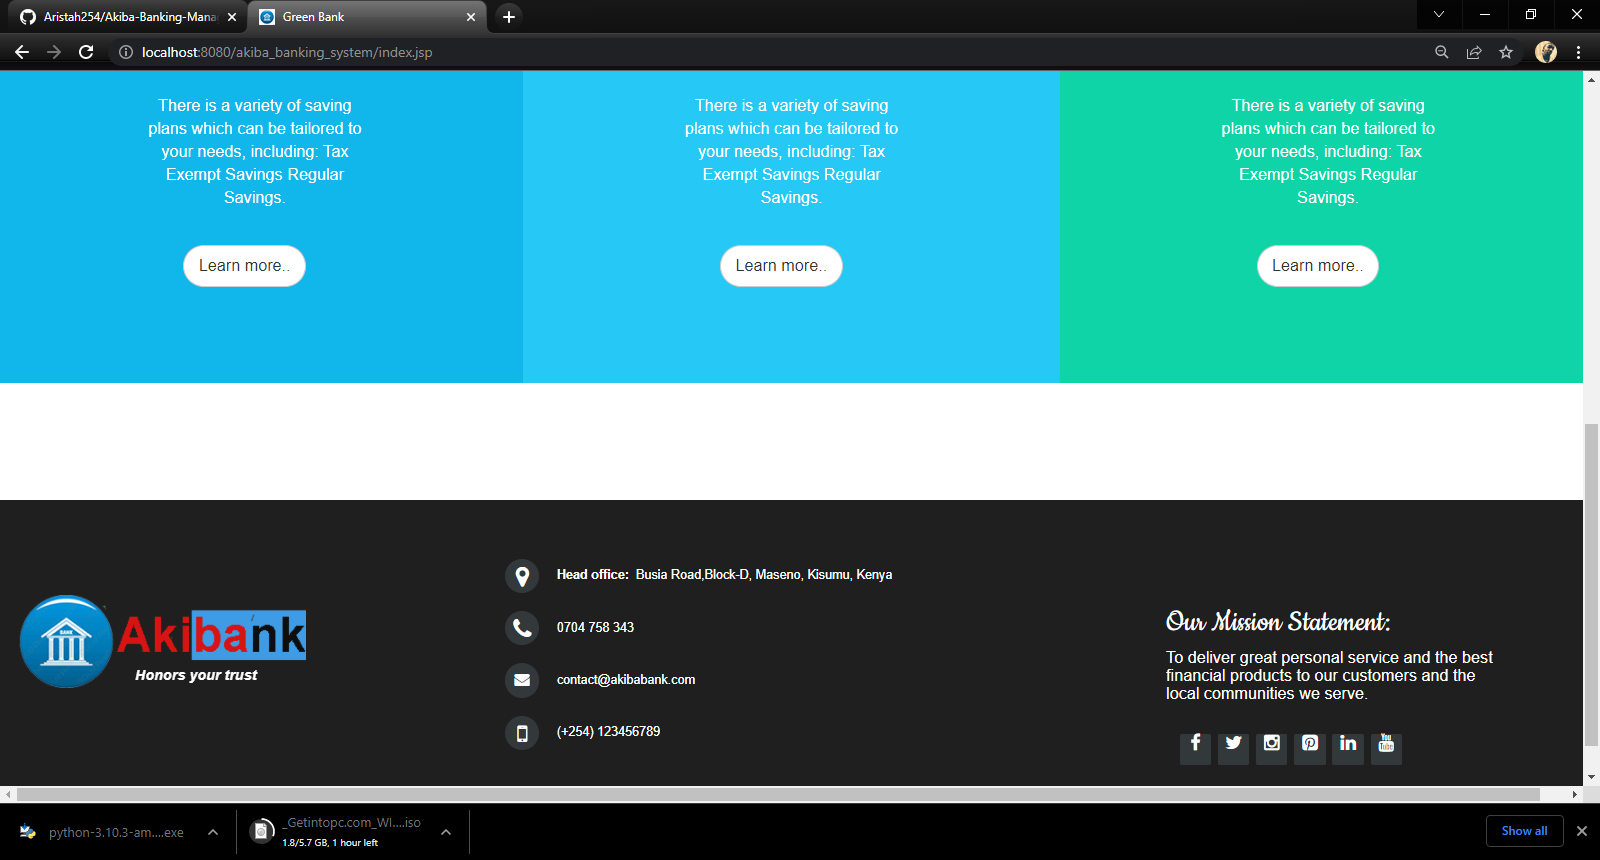 Aristah254/Akiba-Banking-Mana
Green Bank
localhost:8080/akiba_banking_system/index.jsp
There is a variety of saving
plans which can be tailored to
your needs, including: Tax
Exempt Savings Regular
Savings.
Learn more..
There is a variety of saving
plans which can be tailored to
your needs, including: Tax
Exempt Savings Regular
Savings.
Learn more..
There is a variety of saving
plans which can be tailored to
your needs, including: Tax
Exempt Savings Regular
Savings.
Learn more..
BANK
Akibank
Honors your trust
Head office: Busia Road,Block-D, Maseno, Kisumu, Kenya
0704 758 343
contact@akibabank.com
(+254) 123456789
Our Mission Statement:
To deliver great personal service and the best
financial products to our customers and the
local communities we serve.
You
Tube
python-3.10.3-am....exe
_Getintopc.com_WI....iso
1.8/5.7 GB, 1 hour left
Show all